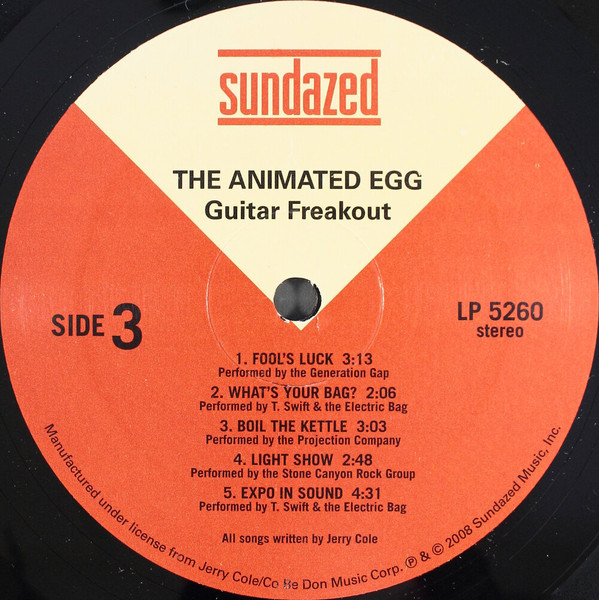 sundazed
THE ANIMATED EGG
Guitar Freakout
SIDE 3
LP 5260
stereo
1. FOOL'S LUCK 3:13
Performed by the Generation Gap
2. WHAT'S YOUR BAG? 2:06
Performed by T. Swift & the Electric Bag
3. BOIL THE KETTLE 3:03
Performed by the Projection Company
4. LIGHT SHOW 2:48
Performed by the Stone Canyon Rock Group
5. EXPO IN SOUND 4:31
Performed by T. Swift & the Electric Bag
All songs written by Jerry Cole
Manufactured under license from Jerry Cole/Co Be Don Music Corp. ℗ & © 2008 Sundazed Music, Inc.